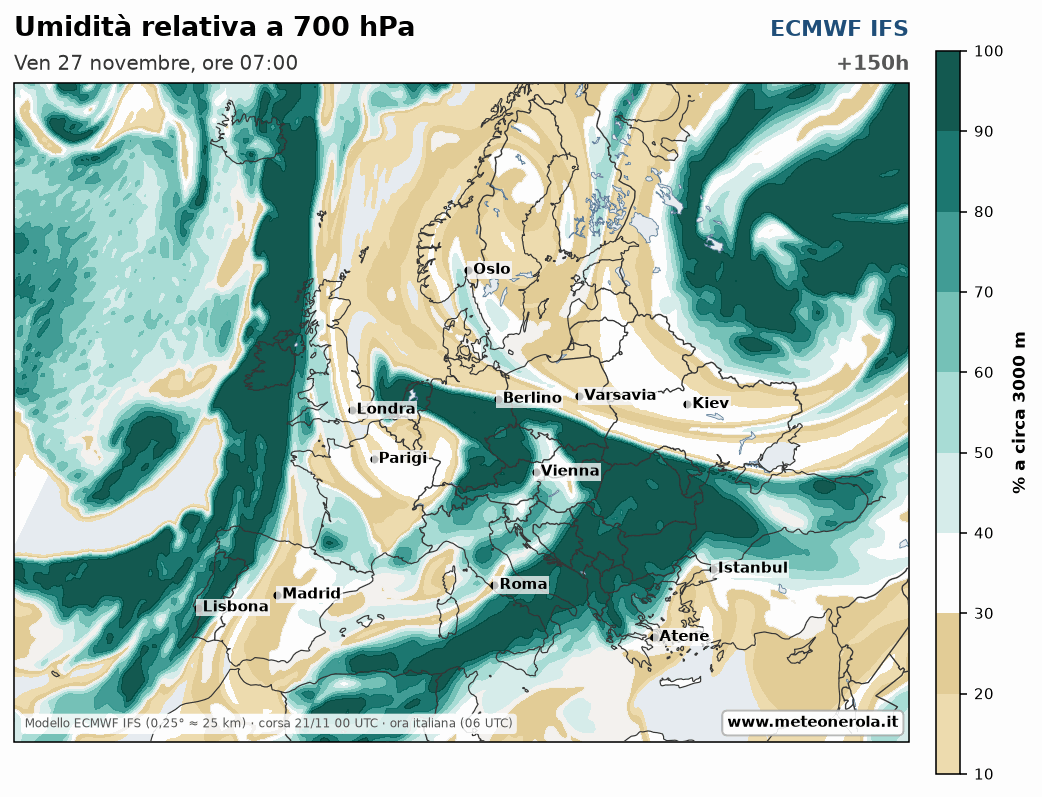 Umidità relativa a 700 hPa
ECMWF IFS
Ven 27 novembre, ore 07:00
+150h
100
90
80
70
60
50
40
30
20
10
% a circa 3000 m
Oslo
Londra
Berlino
Varsavia
Kiev
Parigi
Vienna
Istanbul
Roma
Madrid
Lisbona
Atene
Modello ECMWF IFS (0,25° ≈ 25 km) · corsa 21/11 00 UTC · ora italiana (06 UTC)
www.meteonerola.it